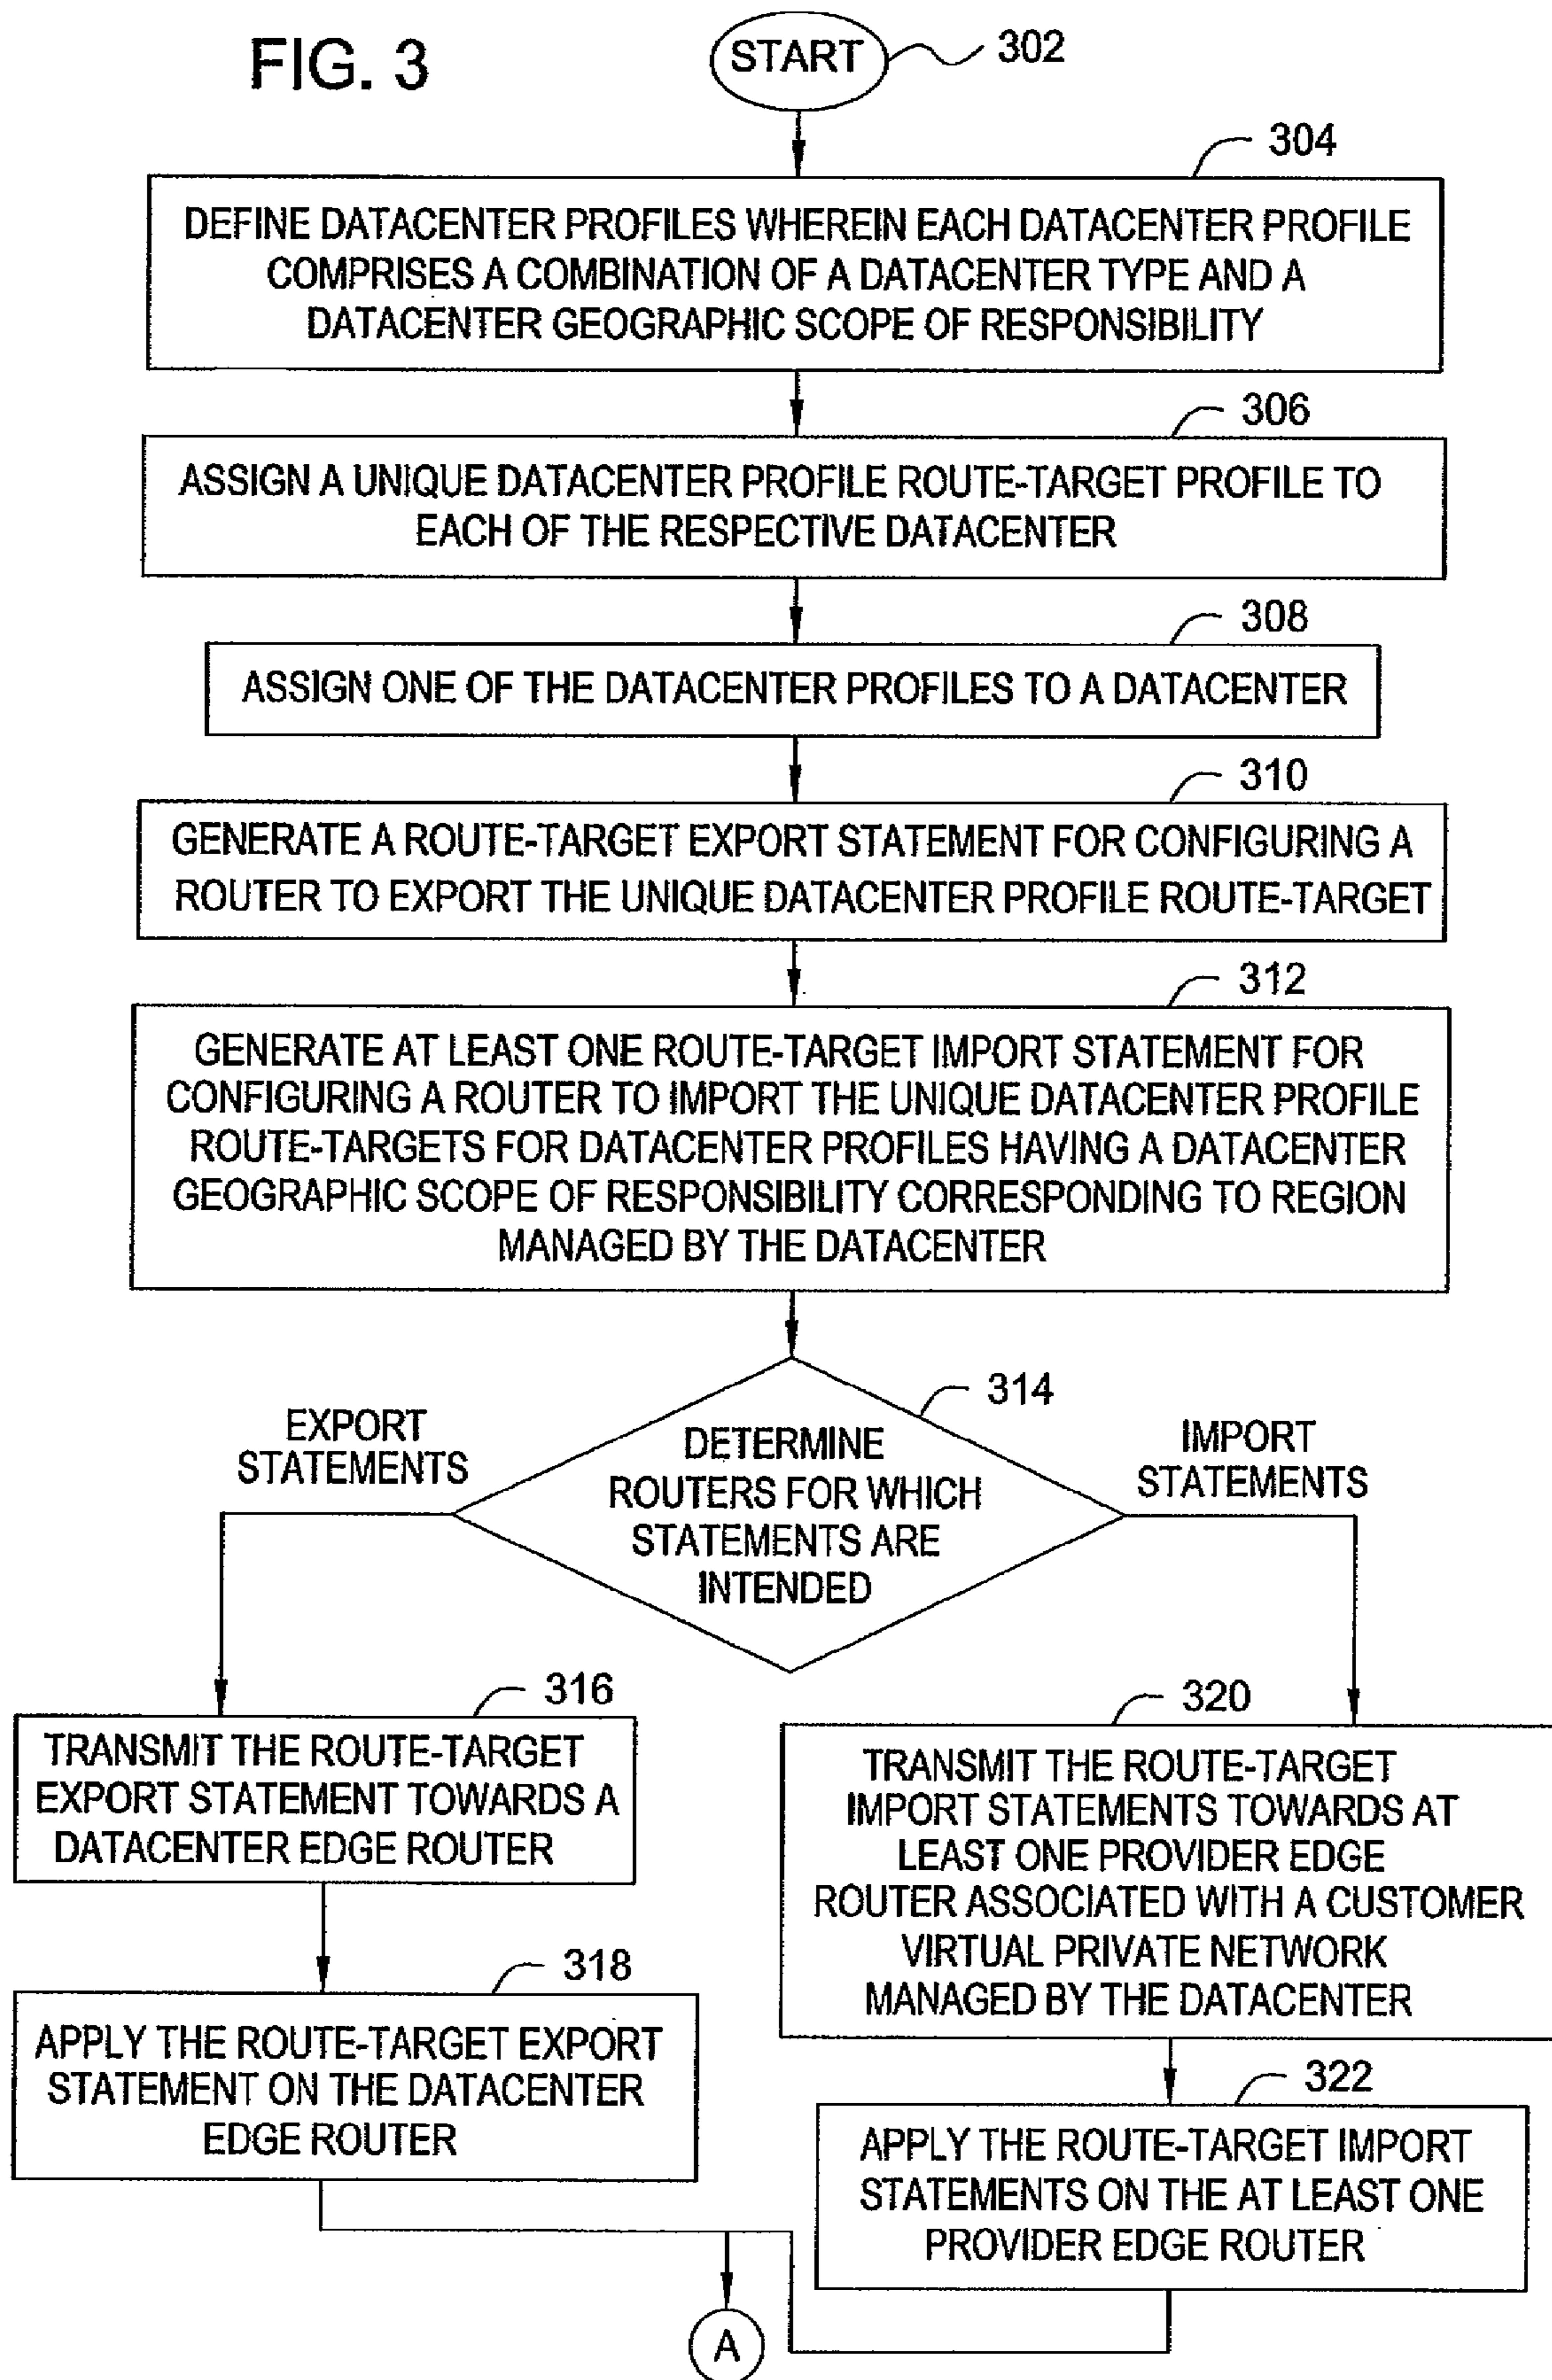 FIG. 3
START
302
304
DEFINE DATACENTER PROFILES WHEREIN EACH DATACENTER PROFILE
COMPRISES A COMBINATION OF A DATACENTER TYPE AND A
DATACENTER GEOGRAPHIC SCOPE OF RESPONSIBILITY
306
ASSIGN A UNIQUE DATACENTER PROFILE ROUTE-TARGET PROFILE TO
EACH OF THE RESPECTIVE DATACENTER
308
ASSIGN ONE OF THE DATACENTER PROFILES TO A DATACENTER
310
GENERATE A ROUTE-TARGET EXPORT STATEMENT FOR CONFIGURING A
ROUTER TO EXPORT THE UNIQUE DATACENTER PROFILE ROUTE-TARGET
312
GENERATE AT LEAST ONE ROUTE-TARGET IMPORT STATEMENT FOR
CONFIGURING A ROUTER TO IMPORT THE UNIQUE DATACENTER PROFILE
ROUTE-TARGETS FOR DATACENTER PROFILES HAVING A DATACENTER
GEOGRAPHIC SCOPE OF RESPONSIBILITY CORRESPONDING TO REGION
MANAGED BY THE DATACENTER
314
EXPORT
STATEMENTS
DETERMINE
ROUTERS FOR WHICH
STATEMENTS ARE
INTENDED
IMPORT
STATEMENTS
316
TRANSMIT THE ROUTE-TARGET
EXPORT STATEMENT TOWARDS A
DATACENTER EDGE ROUTER
318
APPLY THE ROUTE-TARGET EXPORT
STATEMENT ON THE DATACENTER
EDGE ROUTER
320
TRANSMIT THE ROUTE-TARGET
IMPORT STATEMENTS TOWARDS AT
LEAST ONE PROVIDER EDGE
ROUTER ASSOCIATED WITH A CUSTOMER
VIRTUAL PRIVATE NETWORK
MANAGED BY THE DATACENTER
322
APPLY THE ROUTE-TARGET IMPORT
STATEMENTS ON THE AT LEAST ONE
PROVIDER EDGE ROUTER
A